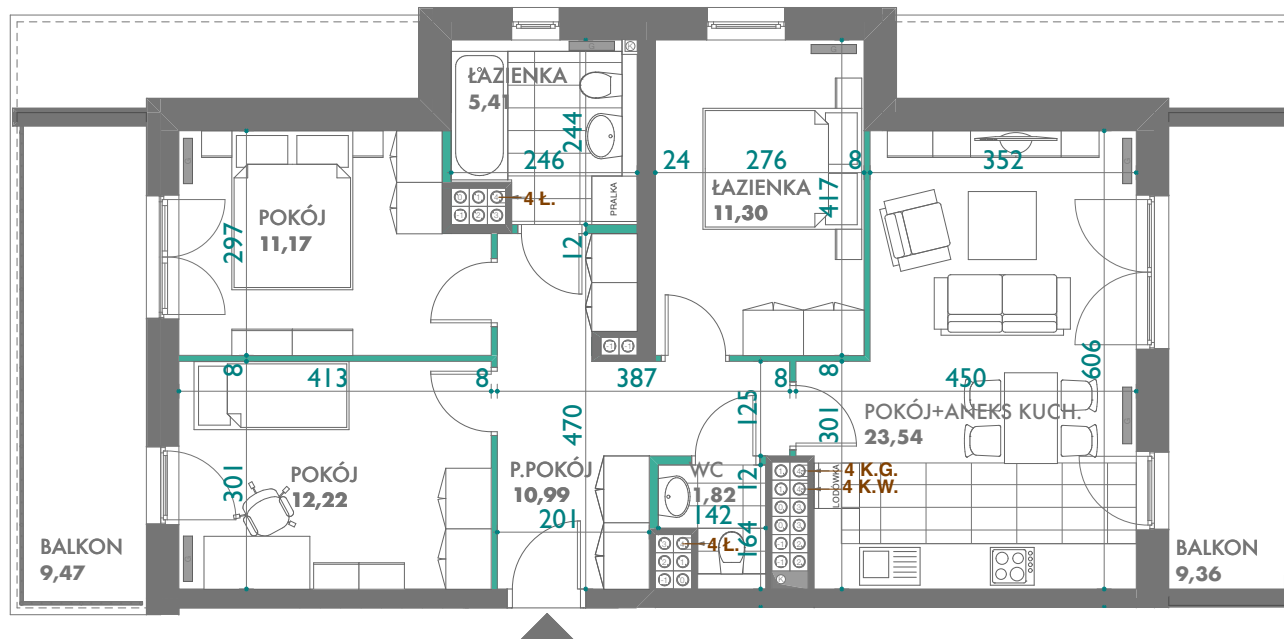 ŁAZIENKA
5,41
244
246
24
276
8
352
PRALKA
4 Ł.
ŁAZIENKA
11,30
417
POKÓJ
11,17
297
12
8
413
8
387
8
8
450
606
125
301
POKÓJ+ANEKS KUCH.
23,54
470
301
POKÓJ
12,22
P.POKÓJ
10,99
201
WC
1,82
12
142
164
4 Ł.
LODÓWKA
4 K.G.
4 K.W.
BALKON
9,47
BALKON
9,36